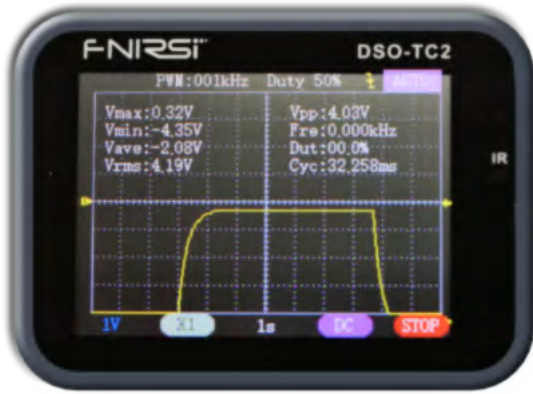 FNIRSI
DSO-TC2
PWM:001kHz Duty 50% AUTO
Vmax:0.32V Vpp:4.03V
Vmin:-4.35V Fre:0.000kHz
Vave:-2.08V Dut:00.0%
Vrms:4.19V Cyc:32.258ms
IR
1V X1 1s DC STOP